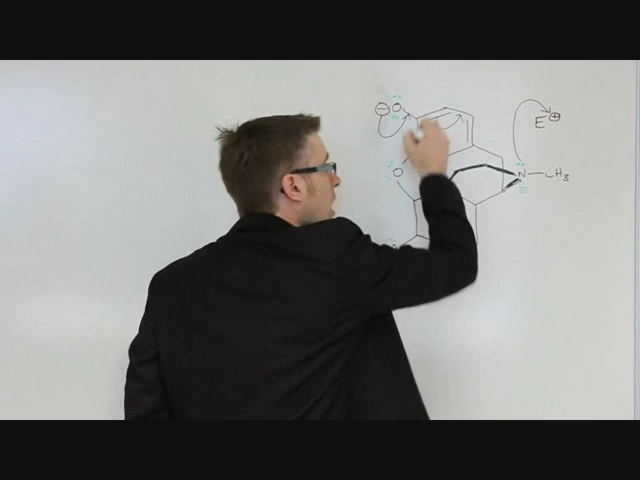 ⊖ O
E⊕
O
N — CH3